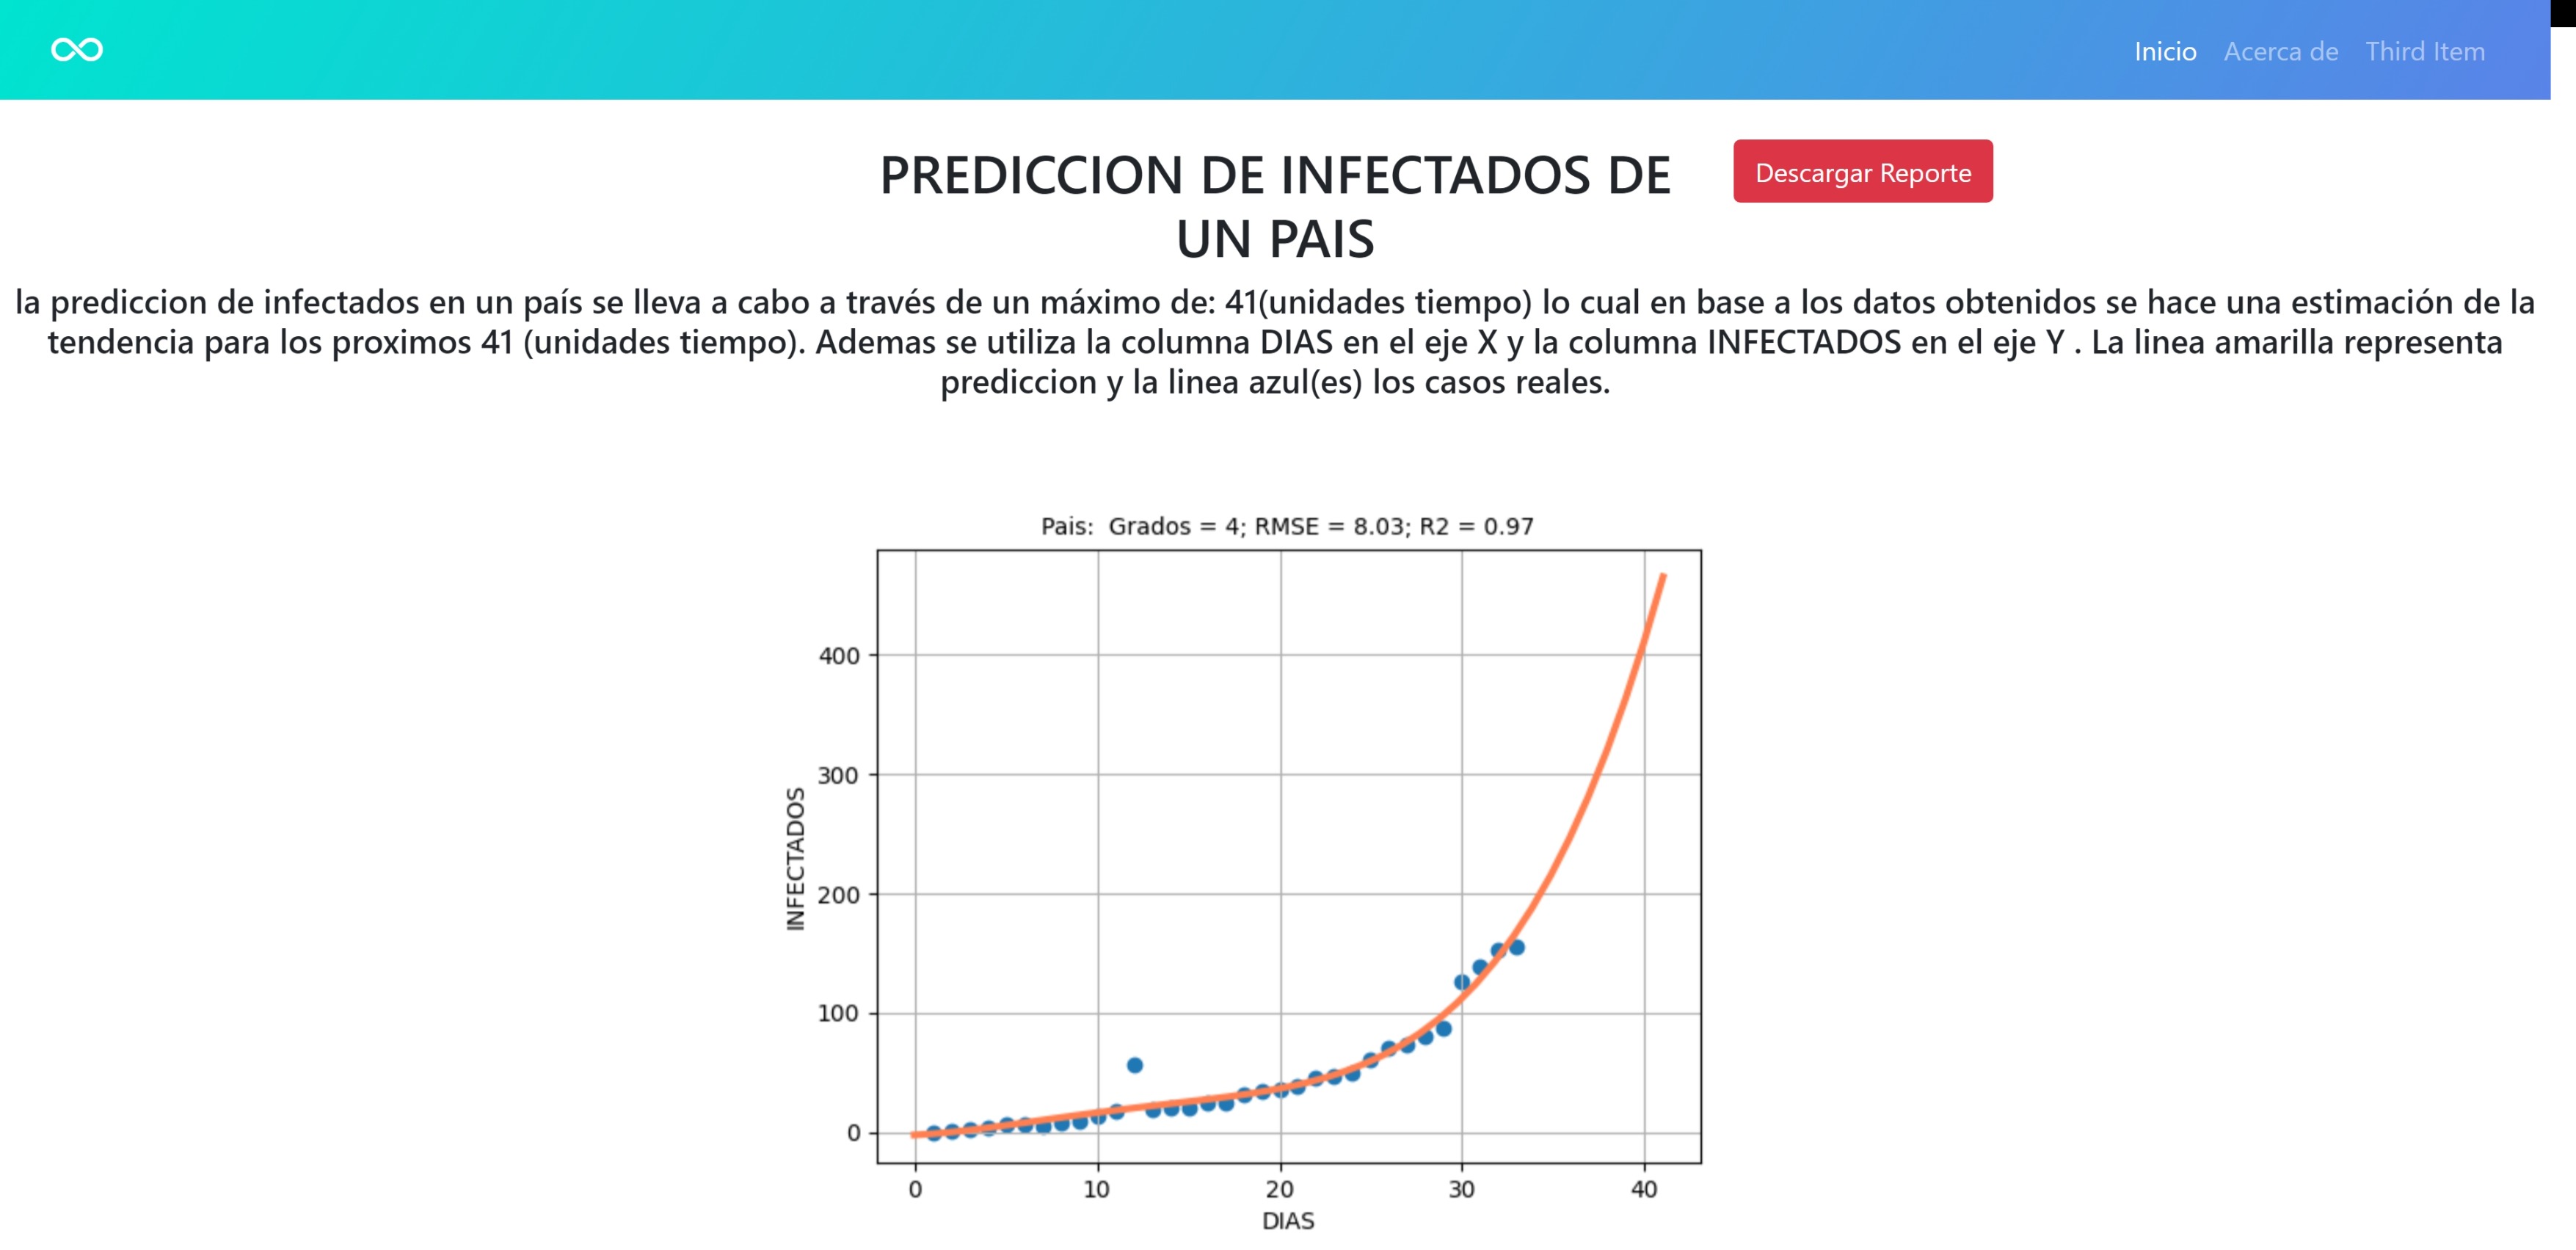 Inicio Acerca de Third Item
PREDICCION DE INFECTADOS DE
UN PAIS
Descargar Reporte
la prediccion de infectados en un país se lleva a cabo a través de un máximo de: 41(unidades tiempo) lo cual en base a los datos obtenidos se hace una estimación de la
tendencia para los proximos 41 (unidades tiempo). Ademas se utiliza la columna DIAS en el eje X y la columna INFECTADOS en el eje Y . La linea amarilla representa
prediccion y la linea azul(es) los casos reales.
Pais:  Grados = 4; RMSE = 8.03; R2 = 0.97
INFECTADOS
400
300
200
100
0
0 10 20 30 40
DIAS